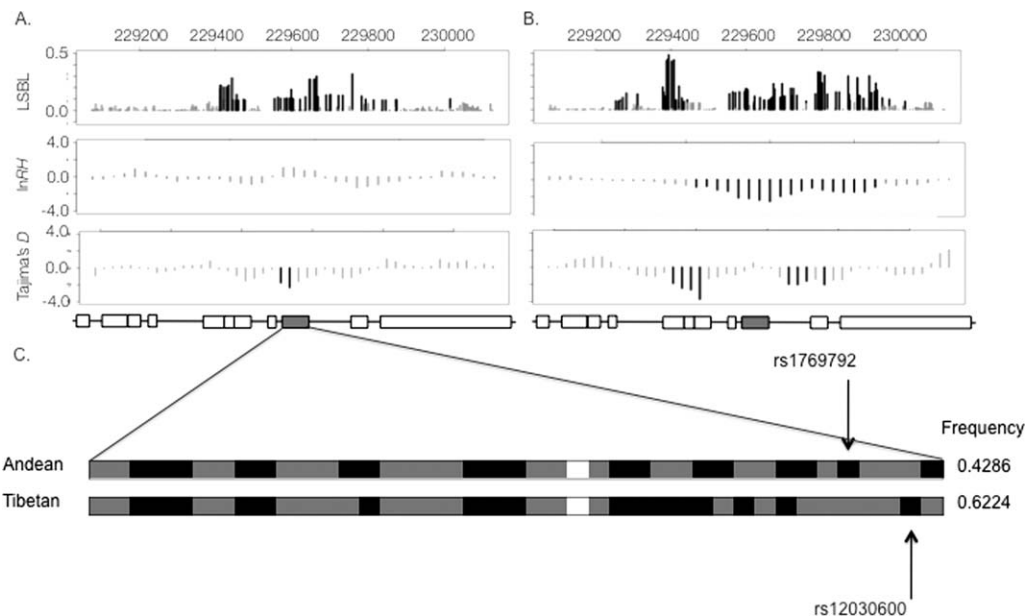 A.
229200 229400 229600 229800 230000
LSBL
0.5
0.0
lnRH
4.0
0.0
-4.0
Tajima's D
4.0
0.0
-4.0
B.
229200 229400 229600 229800 230000
C.
rs1769792
Frequency
Andean 0.4286
Tibetan 0.6224
rs12030600